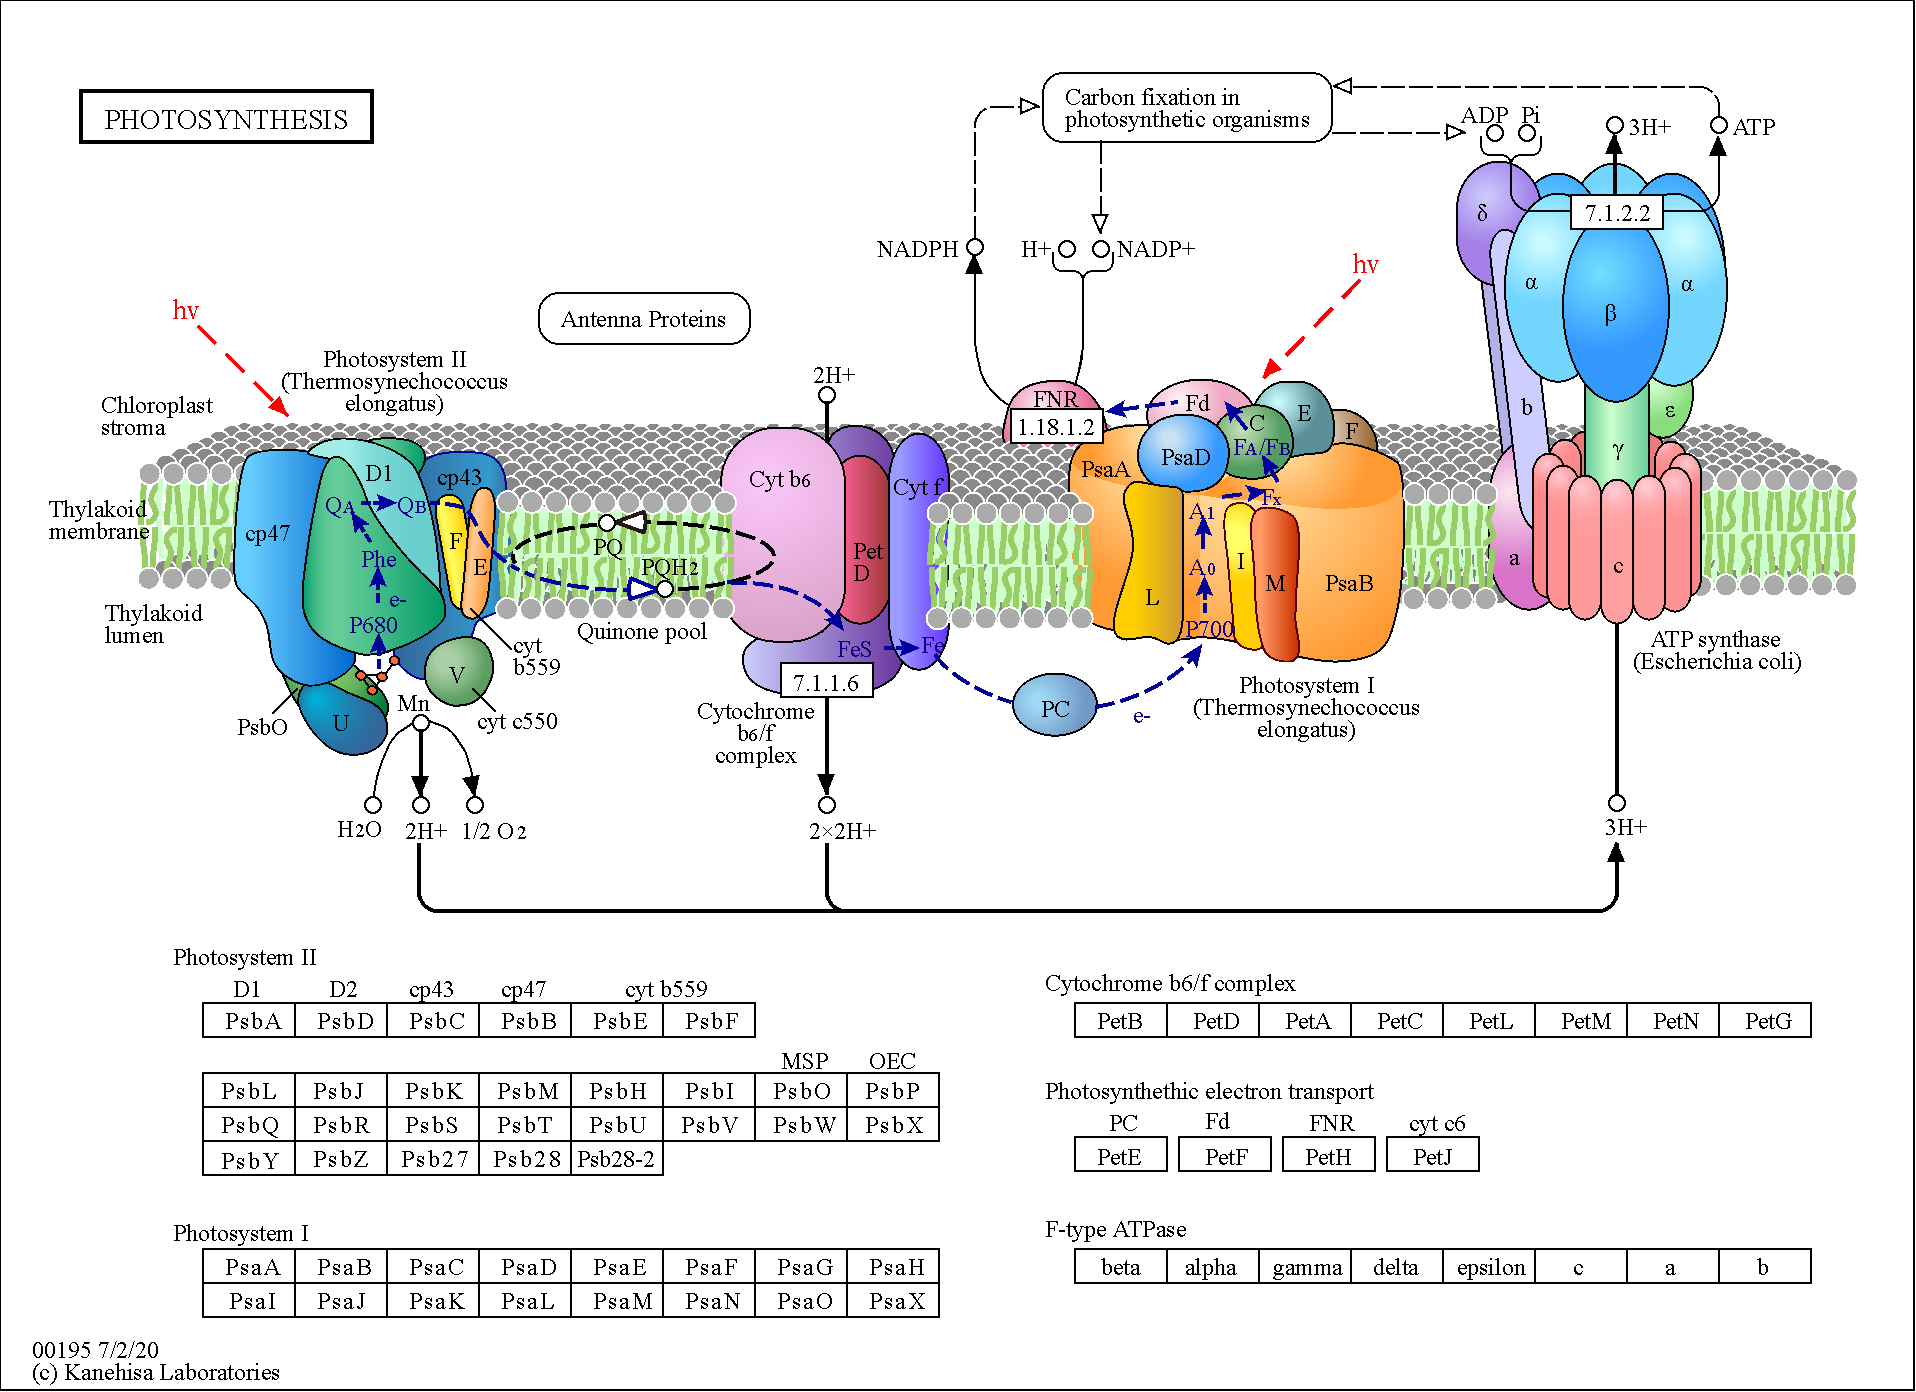 PHOTOSYNTHESIS
Carbon fixation in
photosynthetic organisms
ADP Pi
3H+
ATP
7.1.2.2
NADPH
H+
NADP+
hν
hν
Antenna Proteins
Photosystem II
(Thermosynechococcus
elongatus)
Chloroplast
stroma
Thylakoid
membrane
Thylakoid
lumen
2H+
FNR
1.18.1.2
Fd
C
E
F
FA/FB
PsaA
PsaD
FX
A1
A0
P700
L
I
M
PsaB
δ
α
β
α
b
ε
γ
a
c
D1
cp43
cp47
QA
QB
Phe
e-
P680
F
E
V
U
Mn
PsbO
cyt
b559
cyt c550
PQ
PQH2
Quinone pool
Cyt b6
Cyt f
Pet
D
FeS
Fe
7.1.1.6
Cytochrome
b6/f
complex
PC
e-
Photosystem I
(Thermosynechococcus
elongatus)
ATP synthase
(Escherichia coli)
H2O
2H+
1/2 O2
2×2H+
3H+
Photosystem II
D1 D2 cp43 cp47 cyt b559
PsbA PsbD PsbC PsbB PsbE PsbF
MSP OEC
PsbL PsbJ PsbK PsbM PsbH PsbI PsbO PsbP
PsbQ PsbR PsbS PsbT PsbU PsbV PsbW PsbX
PsbY PsbZ Psb27 Psb28 Psb28-2
Photosystem I
PsaA PsaB PsaC PsaD PsaE PsaF PsaG PsaH
PsaI PsaJ PsaK PsaL PsaM PsaN PsaO PsaX
Cytochrome b6/f complex
PetB PetD PetA PetC PetL PetM PetN PetG
Photosynthethic electron transport
PC Fd FNR cyt c6
PetE PetF PetH PetJ
F-type ATPase
beta alpha gamma delta epsilon c a b
00195 7/2/20
(c) Kanehisa Laboratories